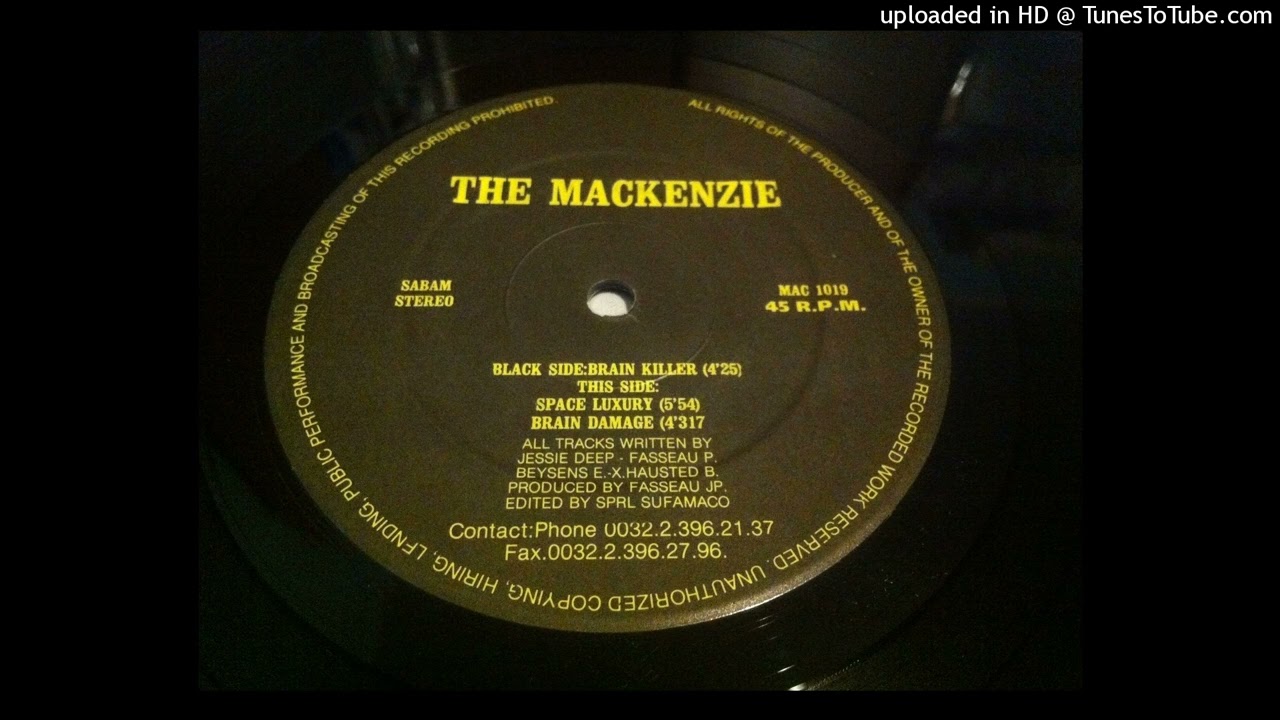 uploaded in HD @ TunesToTube.com
PUBLIC PERFORMANCE AND BROADCASTING OF THIS RECORDING PROHIBITED.
ALL RIGHTS OF THE PRODUCER AND OF THE OWNER OF THE RECORDED WORK RESERVED. UNAUTHORIZED COPYING, HIRING, LENDING,
THE MACKENZIE
SABAM
STEREO
MAC 1019
45 R.P.M.
BLACK SIDE:BRAIN KILLER (4'25)
THIS SIDE:
SPACE LUXURY (5'54)
BRAIN DAMAGE (4'317
ALL TRACKS WRITTEN BY
JESSIE DEEP - FASSEAU P.
BEYSENS E.-X.HAUSTED B.
PRODUCED BY FASSEAU JP.
EDITED BY SPRL SUFAMACO
Contact:Phone 0032.2.396.21.37
Fax.0032.2.396.27.96.